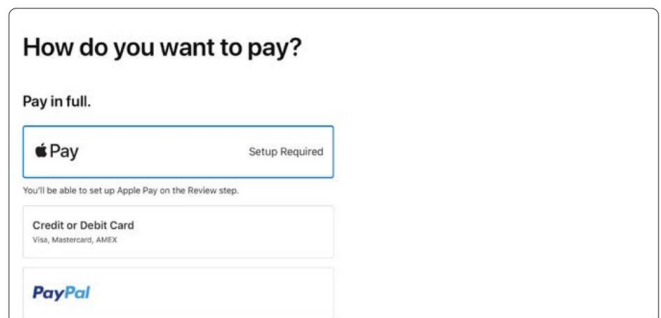 How do you want to pay?
Pay in full.
Pay Setup Required
You'll be able to set up Apple Pay on the Review step.
Credit or Debit Card
Visa, Mastercard, AMEX
PayPal